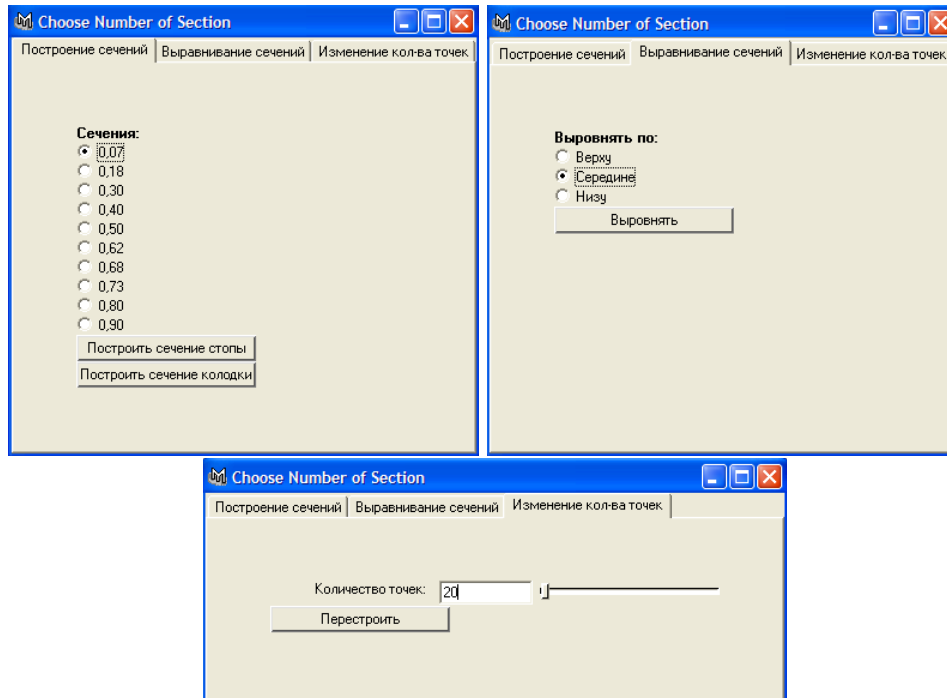 Choose Number of Section
Построение сечений Выравнивание сечений Изменение кол-ва точек
Сечения:
0,07
0,18
0,30
0,40
0,50
0,62
0,68
0,73
0,80
0,90
Построить сечение стопы
Построить сечение колодки
Choose Number of Section
Построение сечений Выравнивание сечений Изменение кол-ва точек
Выровнять по:
Верху
Середине
Низу
Выровнять
Choose Number of Section
Построение сечений Выравнивание сечений Изменение кол-ва точек
Количество точек: 20
Перестроить